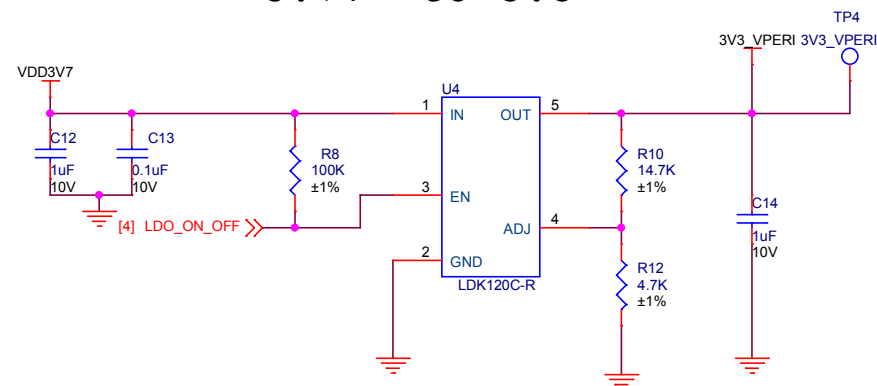 TP4
3V3_VPERI 3V3_VPERI
VDD3V7
U4
1 IN OUT 5
C12
1uF
10V
C13
0.1uF
10V
R8
100K
±1%
R10
14.7K
±1%
3 EN
[4] LDO_ON_OFF
ADJ 4
C14
1uF
10V
2 GND
LDK120C-R
R12
4.7K
±1%